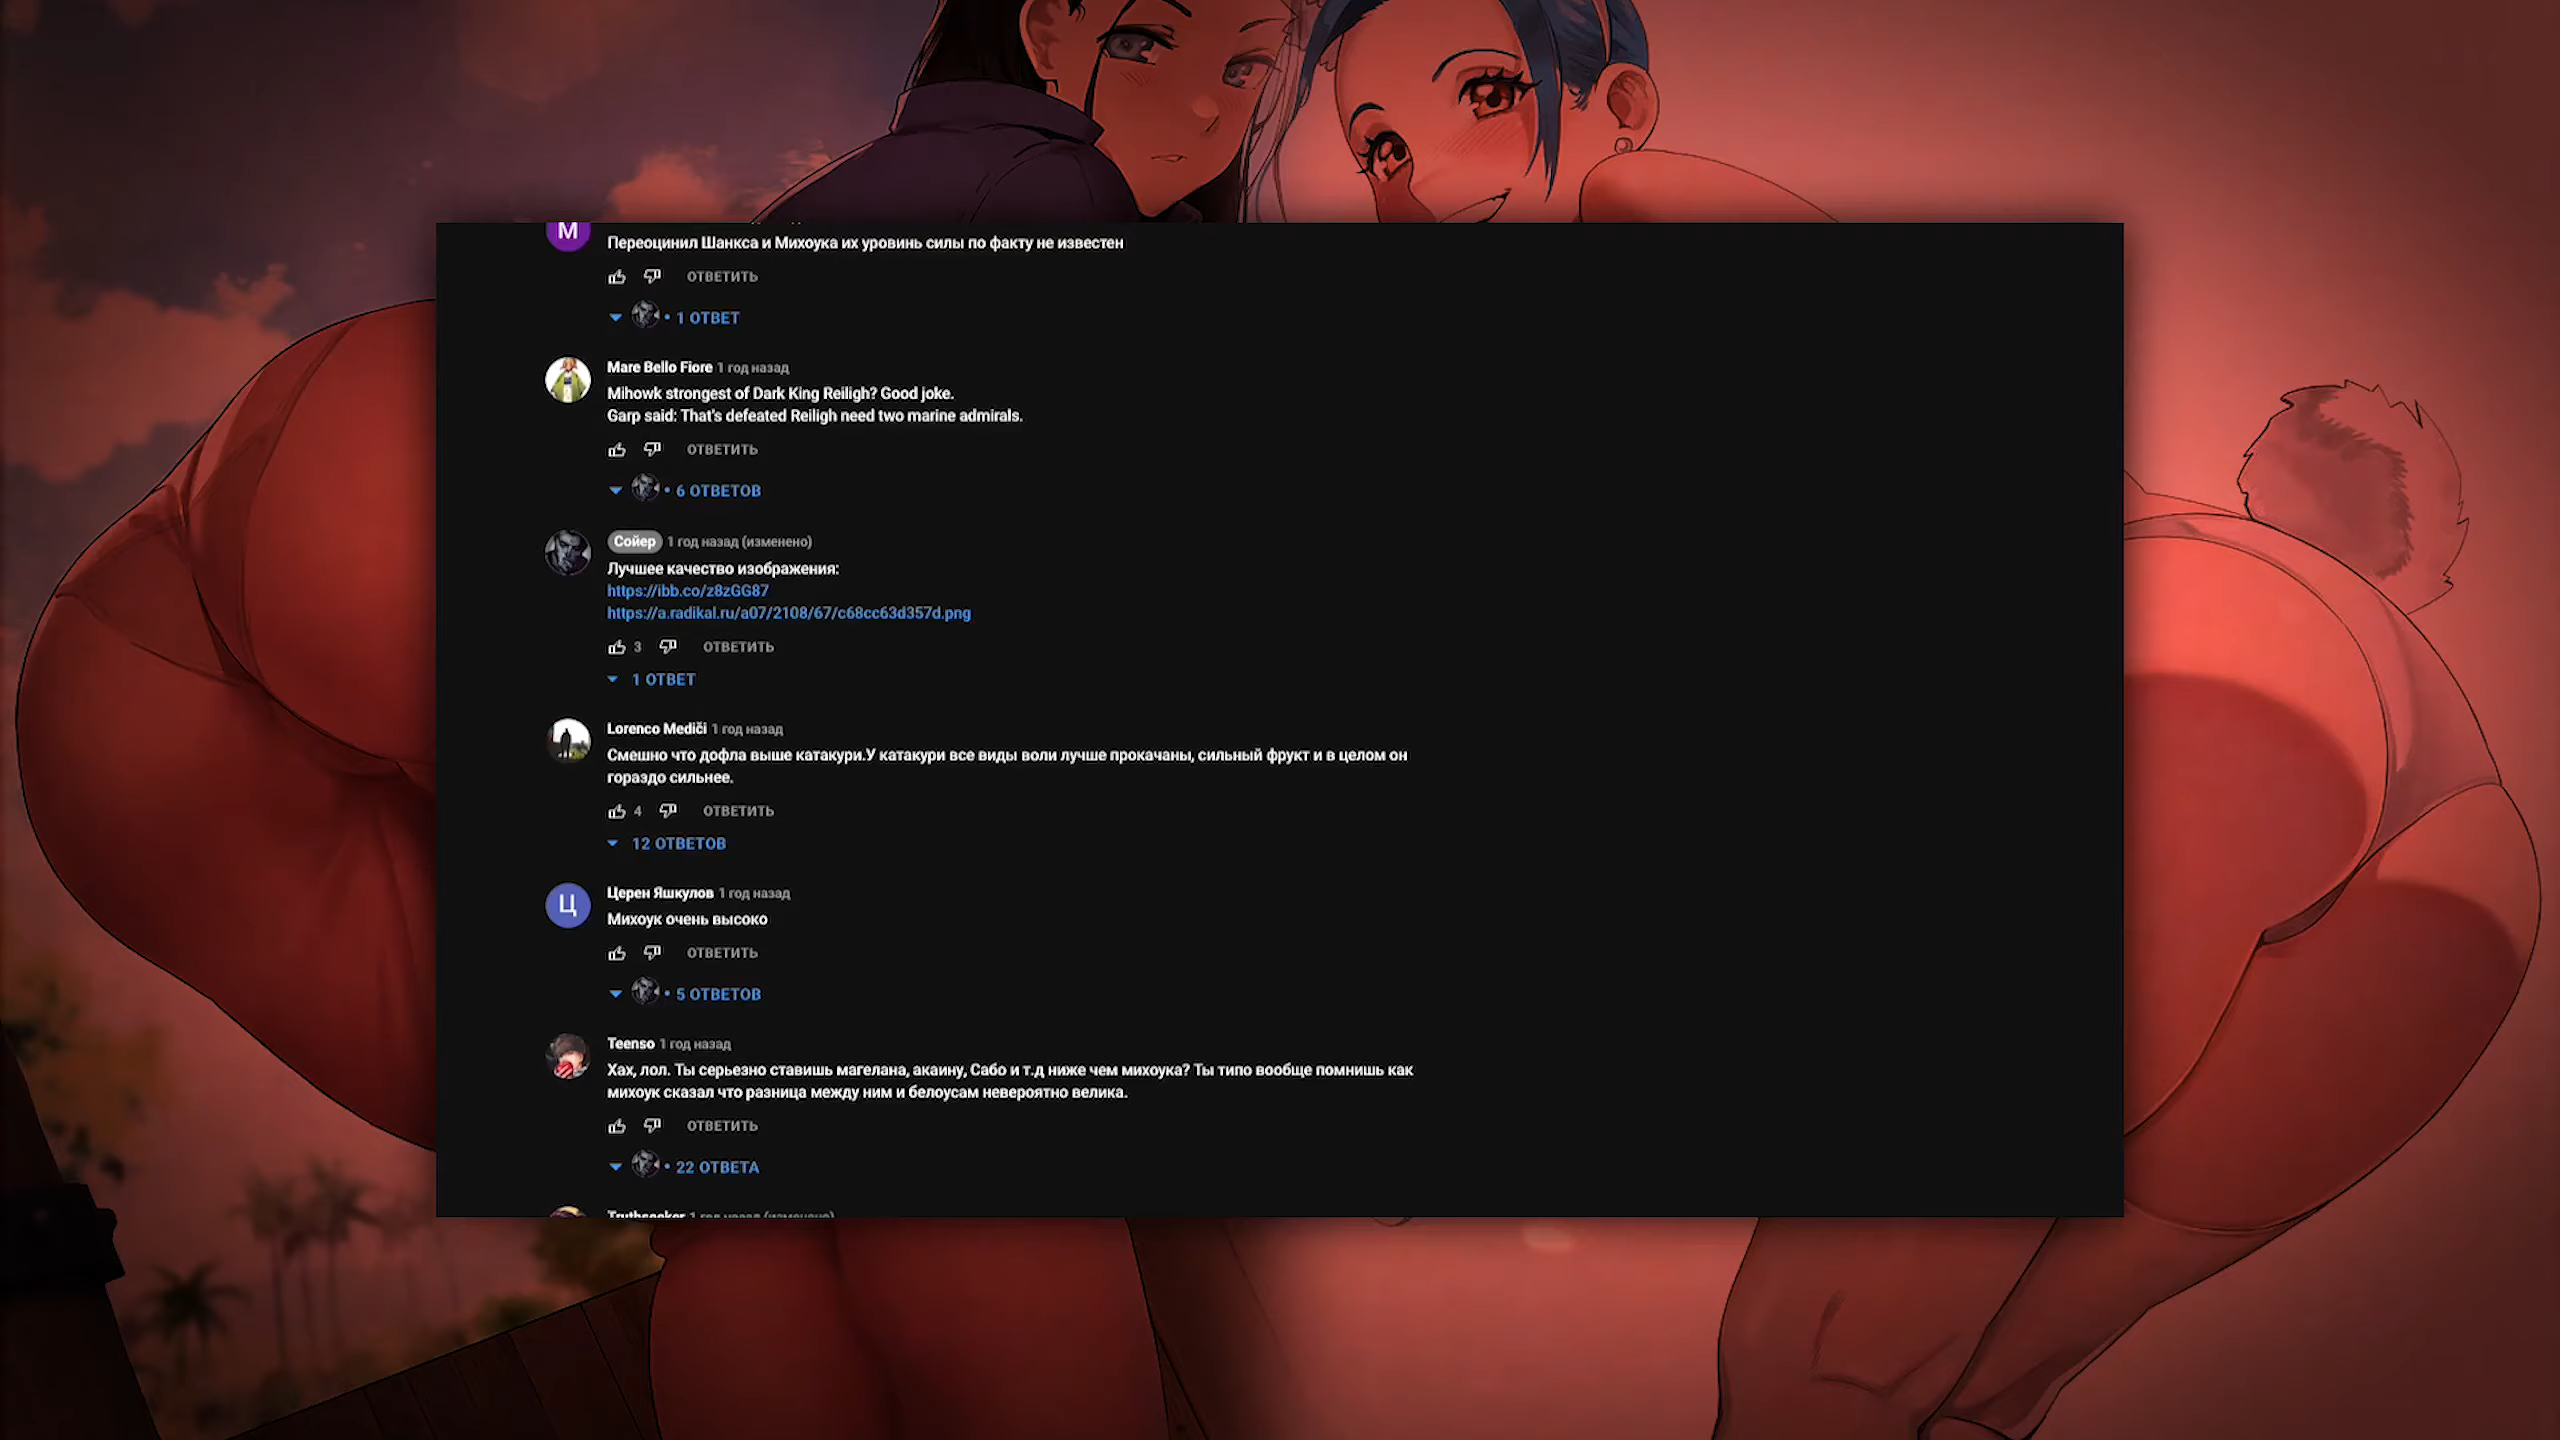 М
Переоцинил Шанкса и Михоука их уровинь силы по факту не известен
ОТВЕТИТЬ
• 1 ОТВЕТ
Mare Bello Fiore 1 год назад
Mihowk strongest of Dark King Reiligh? Good joke.
Garp said: That's defeated Reiligh need two marine admirals.
ОТВЕТИТЬ
• 6 ОТВЕТОВ
Сойер 1 год назад (изменено)
Лучшее качество изображения:
https://ibb.co/z8zGG87
https://a.radikal.ru/a07/2108/67/c68cc63d357d.png
3 ОТВЕТИТЬ
1 ОТВЕТ
Lorenco Mediči 1 год назад
Смешно что дофла выше катакури.У катакури все виды воли лучше прокачаны, сильный фрукт и в целом он
гораздо сильнее.
4 ОТВЕТИТЬ
12 ОТВЕТОВ
Ц
Церен Яшкулов 1 год назад
Михоук очень высоко
ОТВЕТИТЬ
• 5 ОТВЕТОВ
Teenso 1 год назад
Хах, лол. Ты серьезно ставишь магелана, акаину, Сабо и т.д ниже чем михоука? Ты типо вообще помнишь как
михоук сказал что разница между ним и белоусам невероятно велика.
ОТВЕТИТЬ
• 22 ОТВЕТА
Truthseeker 1 год назад (изменено)